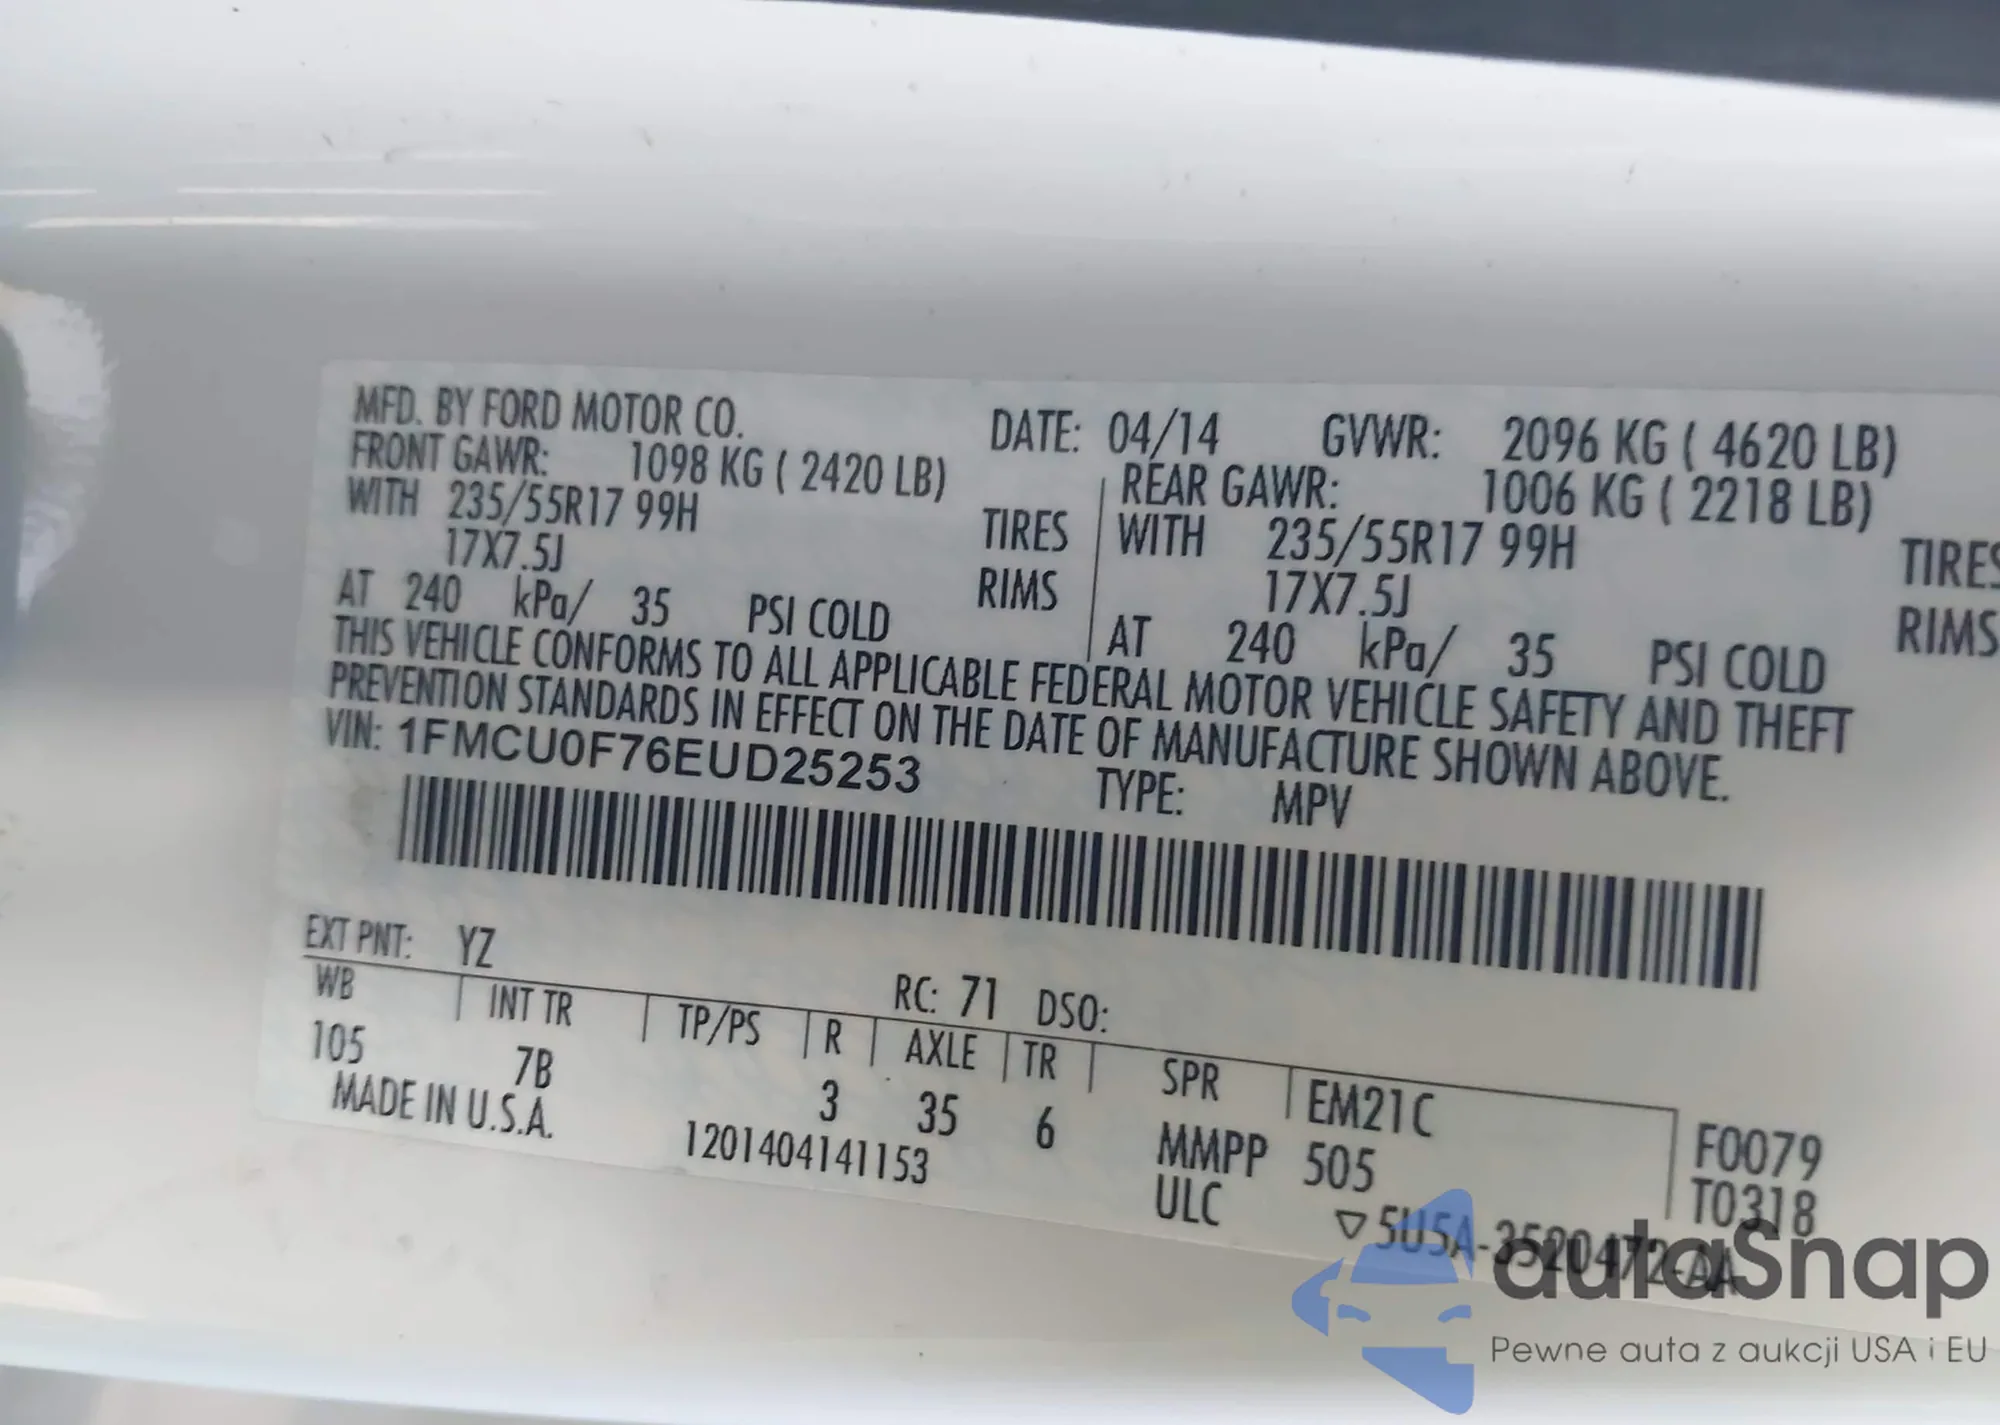 MFD. BY FORD MOTOR CO. DATE: 04/14 GVWR: 2096 KG ( 4620 LB)
FRONT GAWR: 1098 KG ( 2420 LB) REAR GAWR: 1006 KG ( 2218 LB)
WITH 235/55R17 99H TIRES WITH 235/55R17 99H TIRES
17X7.5J RIMS 17X7.5J RIMS
AT 240 kPa/ 35 PSI COLD AT 240 kPa/ 35 PSI COLD
THIS VEHICLE CONFORMS TO ALL APPLICABLE FEDERAL MOTOR VEHICLE SAFETY AND THEFT
PREVENTION STANDARDS IN EFFECT ON THE DATE OF MANUFACTURE SHOWN ABOVE.
VIN: 1FMCU0F76EUD25253 TYPE: MPV
EXT PNT: YZ RC: 71 DSO:
WB INT TR TP/PS R AXLE TR SPR EM21C F0079
105 7B 3 35 6 MMPP 505 T0318
MADE IN U.S.A. 1201404141153 ULC ▽ 5U5A-3520472-AA
autaSnap
Pewne auta z aukcji USA i EU